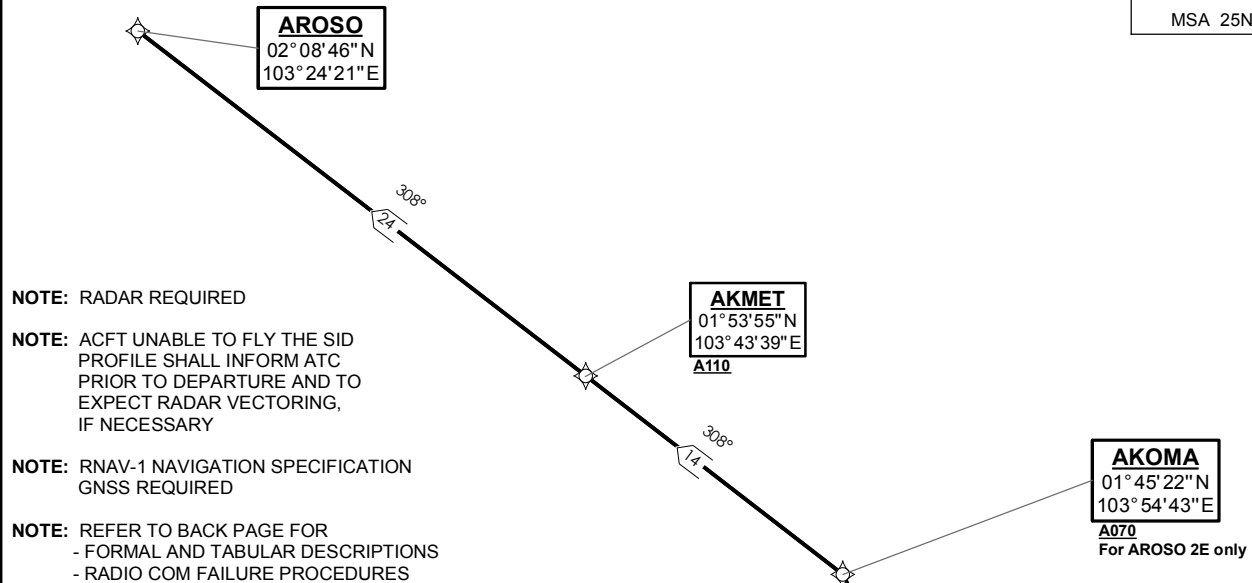 MSA 25N
AROSO
02°08'46"N
103°24'21"E
308°
24
NOTE: RADAR REQUIRED
NOTE: ACFT UNABLE TO FLY THE SID
PROFILE SHALL INFORM ATC
PRIOR TO DEPARTURE AND TO
EXPECT RADAR VECTORING,
IF NECESSARY
NOTE: RNAV-1 NAVIGATION SPECIFICATION
GNSS REQUIRED
NOTE: REFER TO BACK PAGE FOR
- FORMAL AND TABULAR DESCRIPTIONS
- RADIO COM FAILURE PROCEDURES
AKMET
01°53'55"N
103°43'39"E
A110
308°
14
AKOMA
01°45'22"N
103°54'43"E
A070
For AROSO 2E only